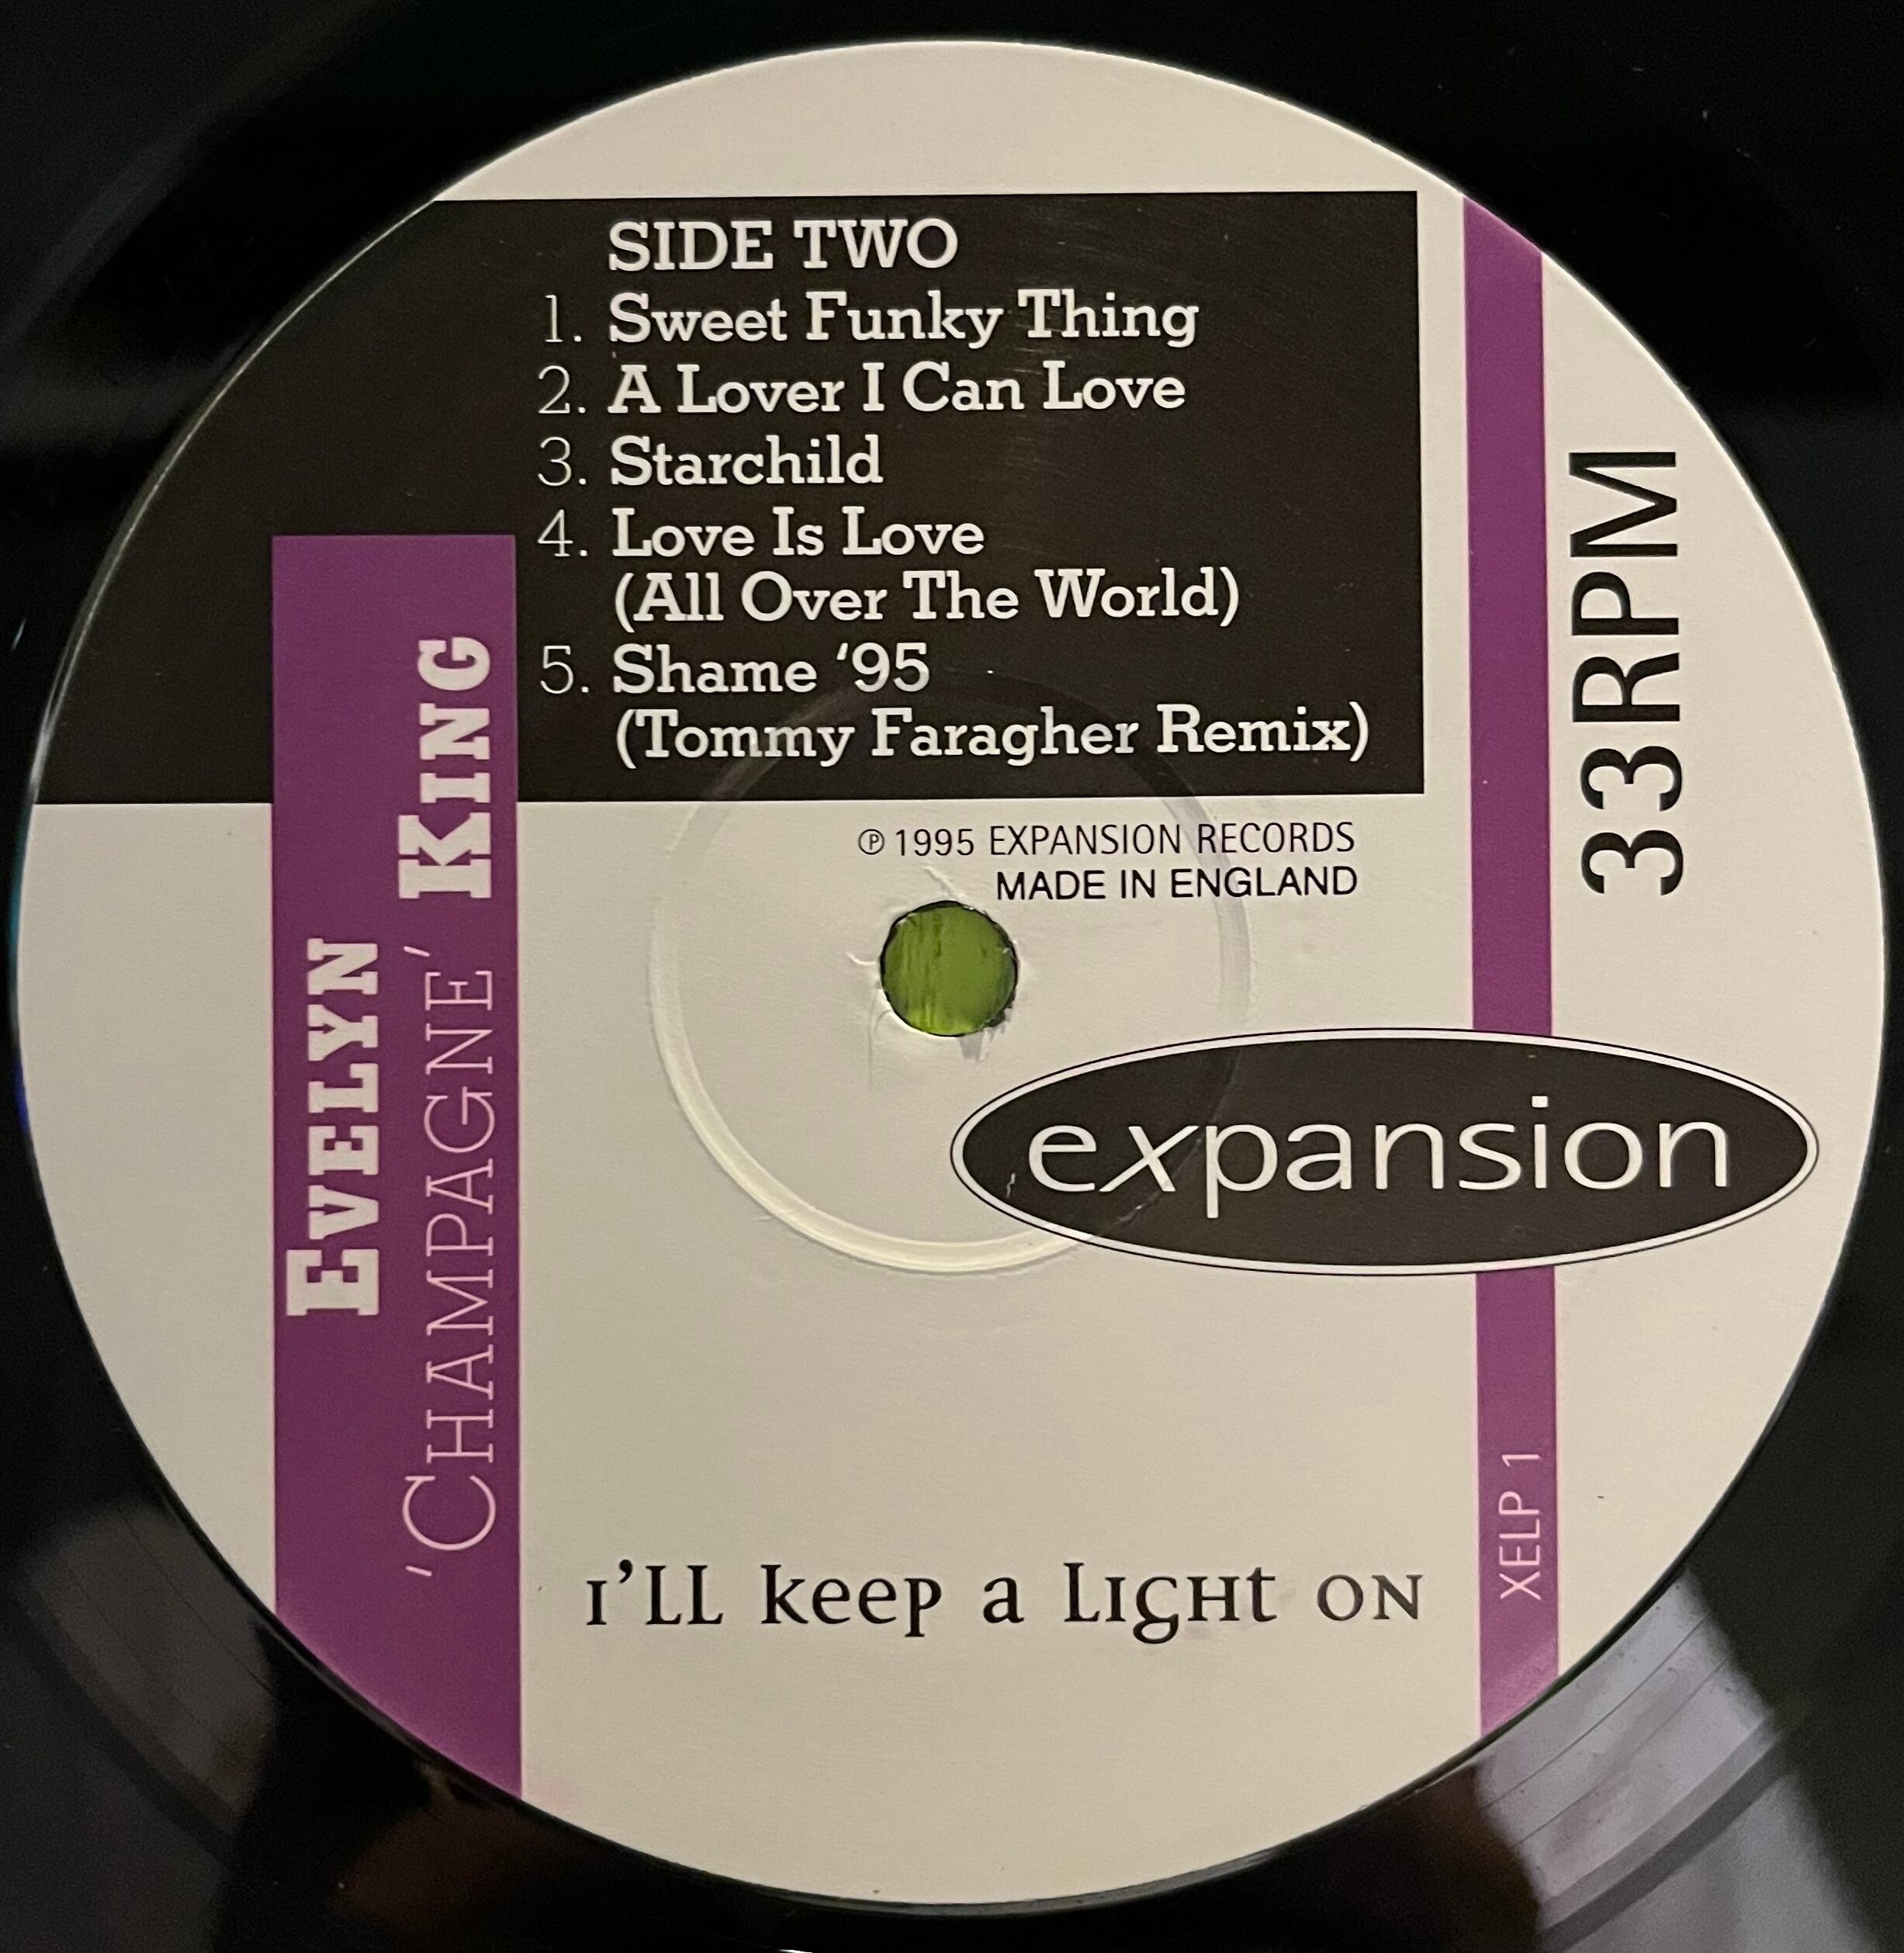 SIDE TWO
1. Sweet Funky Thing
2. A Lover I Can Love
3. Starchild
4. Love Is Love
(All Over The World)
5. Shame ‘95
(Tommy Faragher Remix)
℗ 1995 EXPANSION RECORDS
MADE IN ENGLAND
33RPM
EVELYN
'CHAMPAGNE' KING
expansion
XELP 1
I’LL keep a LIGHt ON